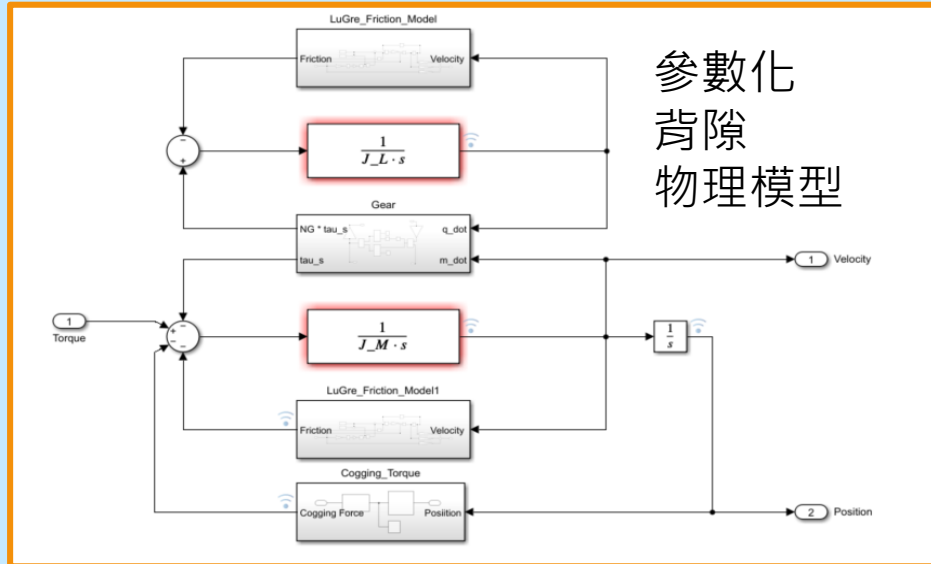 LuGre_Friction_Model
Friction
Velocity
參數化
背隙
物理模型
−
+
1
J_L · s
Gear
NG * tau_s
q_dot
tau_s
m_dot
1
Velocity
1
Torque
−
+
−
−
1
J_M · s
1
s
LuGre_Friction_Model1
Friction
Velocity
Cogging_Torque
Cogging Force
Posiition
2
Position